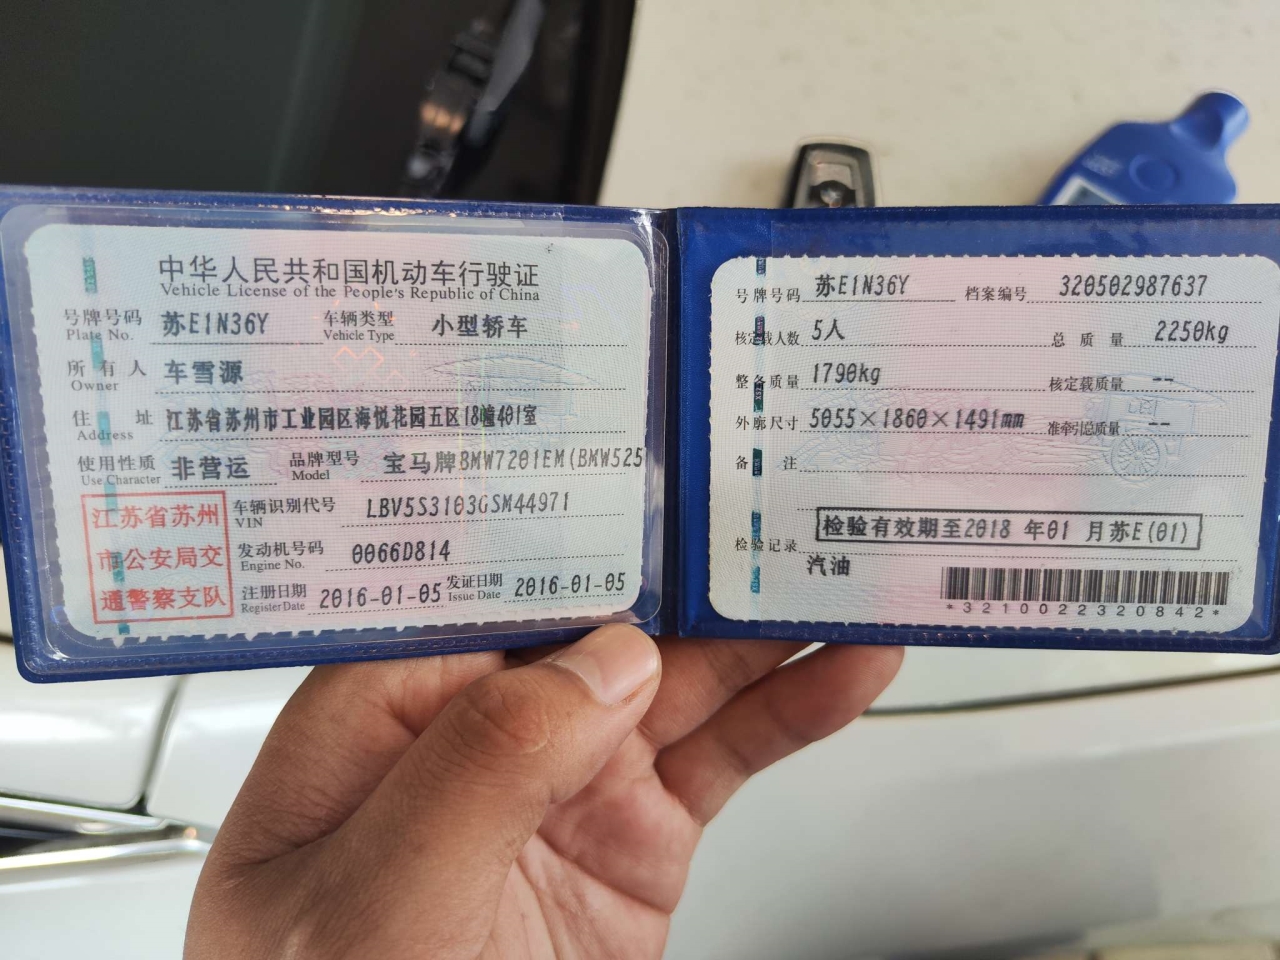 中华人民共和国机动车行驶证
Vehicle License of the People's Republic of China
号牌号码 苏E1N36Y 车辆类型 小型轿车
Plate No. Vehicle Type
所有人 车雪源
Owner
住址 江苏省苏州市工业园区海悦花园五区18幢401室
Address
使用性质 非营运 品牌型号 宝马牌BMW7201EM(BMW525
Use Character Model
江苏省苏州
市公安局交
通警察支队
车辆识别代号 LBV5S3103GSM44971
VIN
发动机号码 0066D814
Engine No.
注册日期 2016-01-05 发证日期 2016-01-05
Register Date Issue Date
号牌号码 苏E1N36Y 档案编号 320502987637
核定载人数 5人 总质量 2250kg
整备质量 1790kg 核定载质量 --
外廓尺寸 5055×1860×1491mm 准牵引总质量 --
备注
检验有效期至2018 年01 月苏E(01)
检验记录
汽油
*3210022320842*